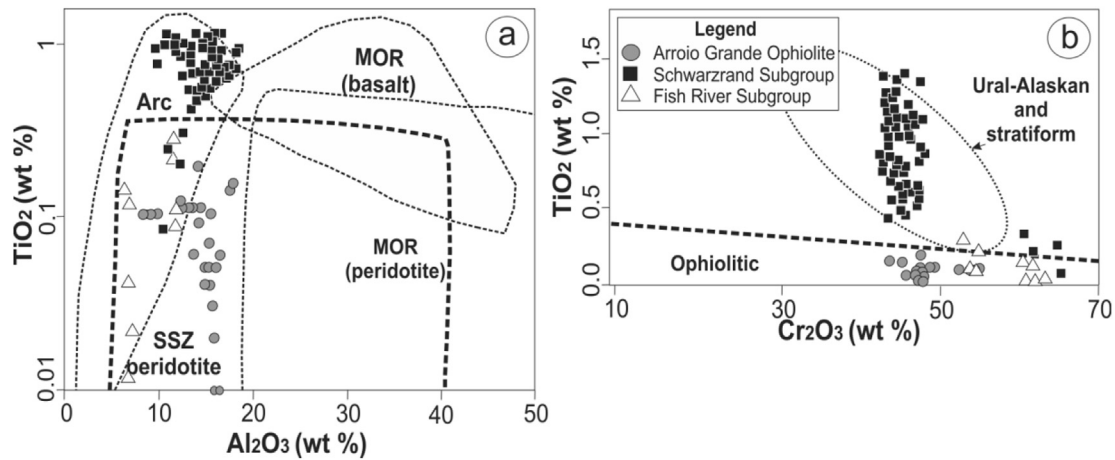 a
1
0.1
0.01
TiO2 (wt %)
Arc
MOR
(basalt)
MOR
(peridotite)
SSZ
peridotite
0 10 20 30 40 50
Al2O3 (wt %)
b
Legend
Arroio Grande Ophiolite
Schwarzrand Subgroup
Fish River Subgroup
1.5
1.0
0.5
0.0
TiO2 (wt %)
Ural-Alaskan
and
stratiform
Ophiolitic
10 30 50 70
Cr2O3 (wt %)